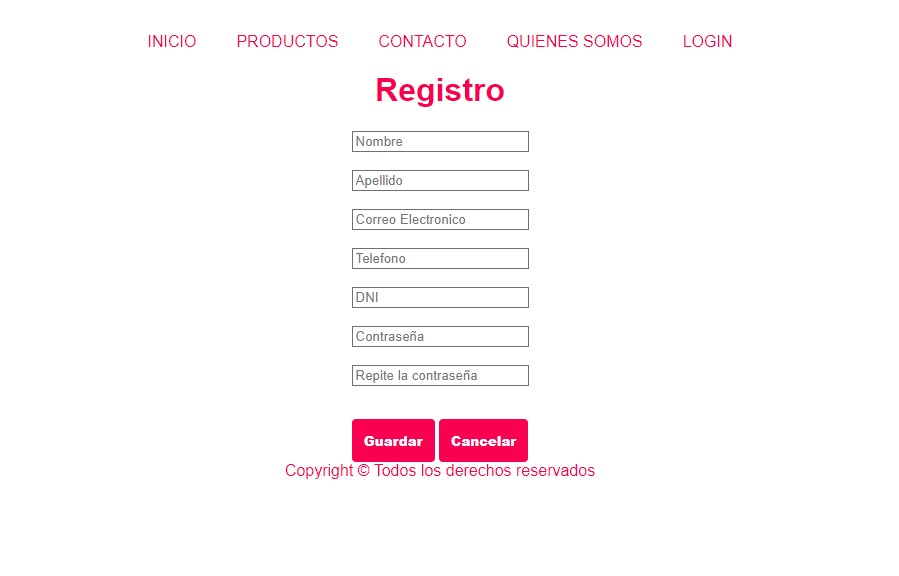 INICIO PRODUCTOS CONTACTO QUIENES SOMOS LOGIN
Registro
Nombre
Apellido
Correo Electronico
Telefono
DNI
Contraseña
Repite la contraseña
Guardar Cancelar
Copyright © Todos los derechos reservados